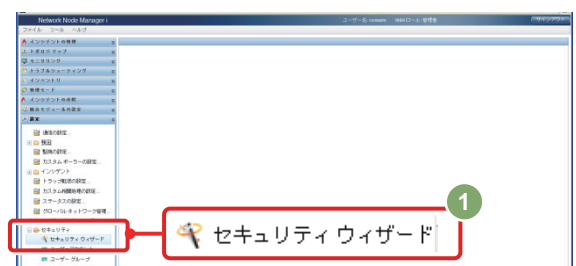 Network Node Manager i
ユーザー名: system NNMiロール: 管理者
サインアウト
ファイル ツール ヘルプ
インシデントの管理
トポロジマップ
モニタリング
トラブルシューティング
インベントリ
管理モード
インシデントの参照
統合モジュールの設定
設定
通信の設定...
検出
監視の設定...
カスタム ポーラーの設定...
インシデント
トラップ転送の設定...
カスタム相関処理の設定...
ステータスの設定...
グローバルネットワーク管理...
セキュリティ
セキュリティ ウィザード
ユーザー グループ
1
セキュリティ ウィザード